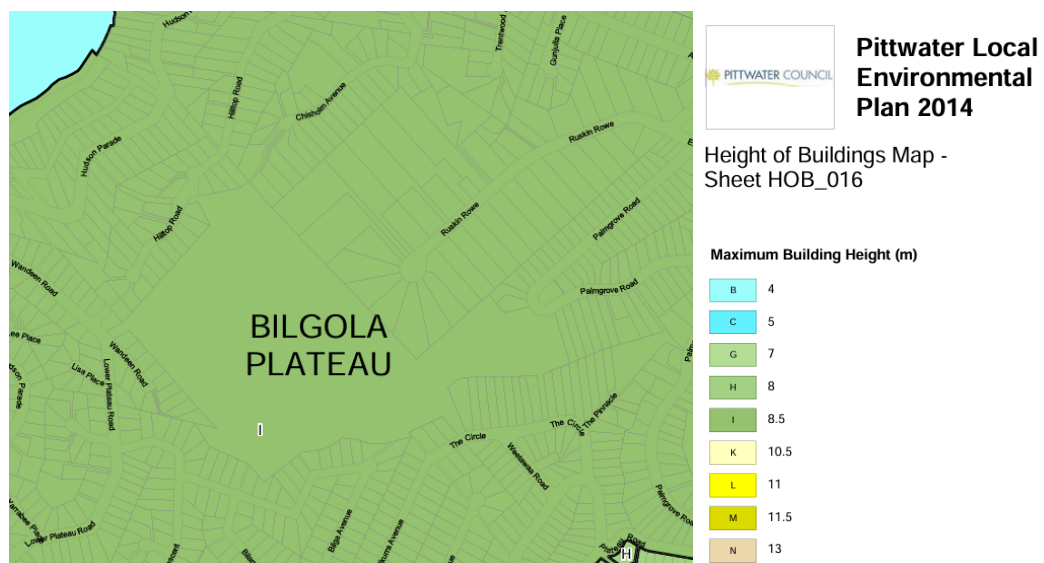 Hudson
Trentwood
Gunjulla Place
Hilltop Road
Chisholm Avenue
Ruskin Rowe
Hudson Parade
Hilltop Road
Ruskin Rowe
Palmgrove Road
Wandeen Road
Palmgrove Road
BILGOLA
PLATEAU
Wandeen Road
Lisa Place
Lower Plateau Road
Parade
I
The Circle
The Circle
The Pinnacle
Weetawaa Road
Bilga Avenue
Lower Plateau Road
Plateau Road
H
PITTWATER COUNCIL
Pittwater Local
Environmental
Plan 2014
Height of Buildings Map -
Sheet HOB_016
Maximum Building Height (m)
B 4
C 5
G 7
H 8
I 8.5
K 10.5
L 11
M 11.5
N 13